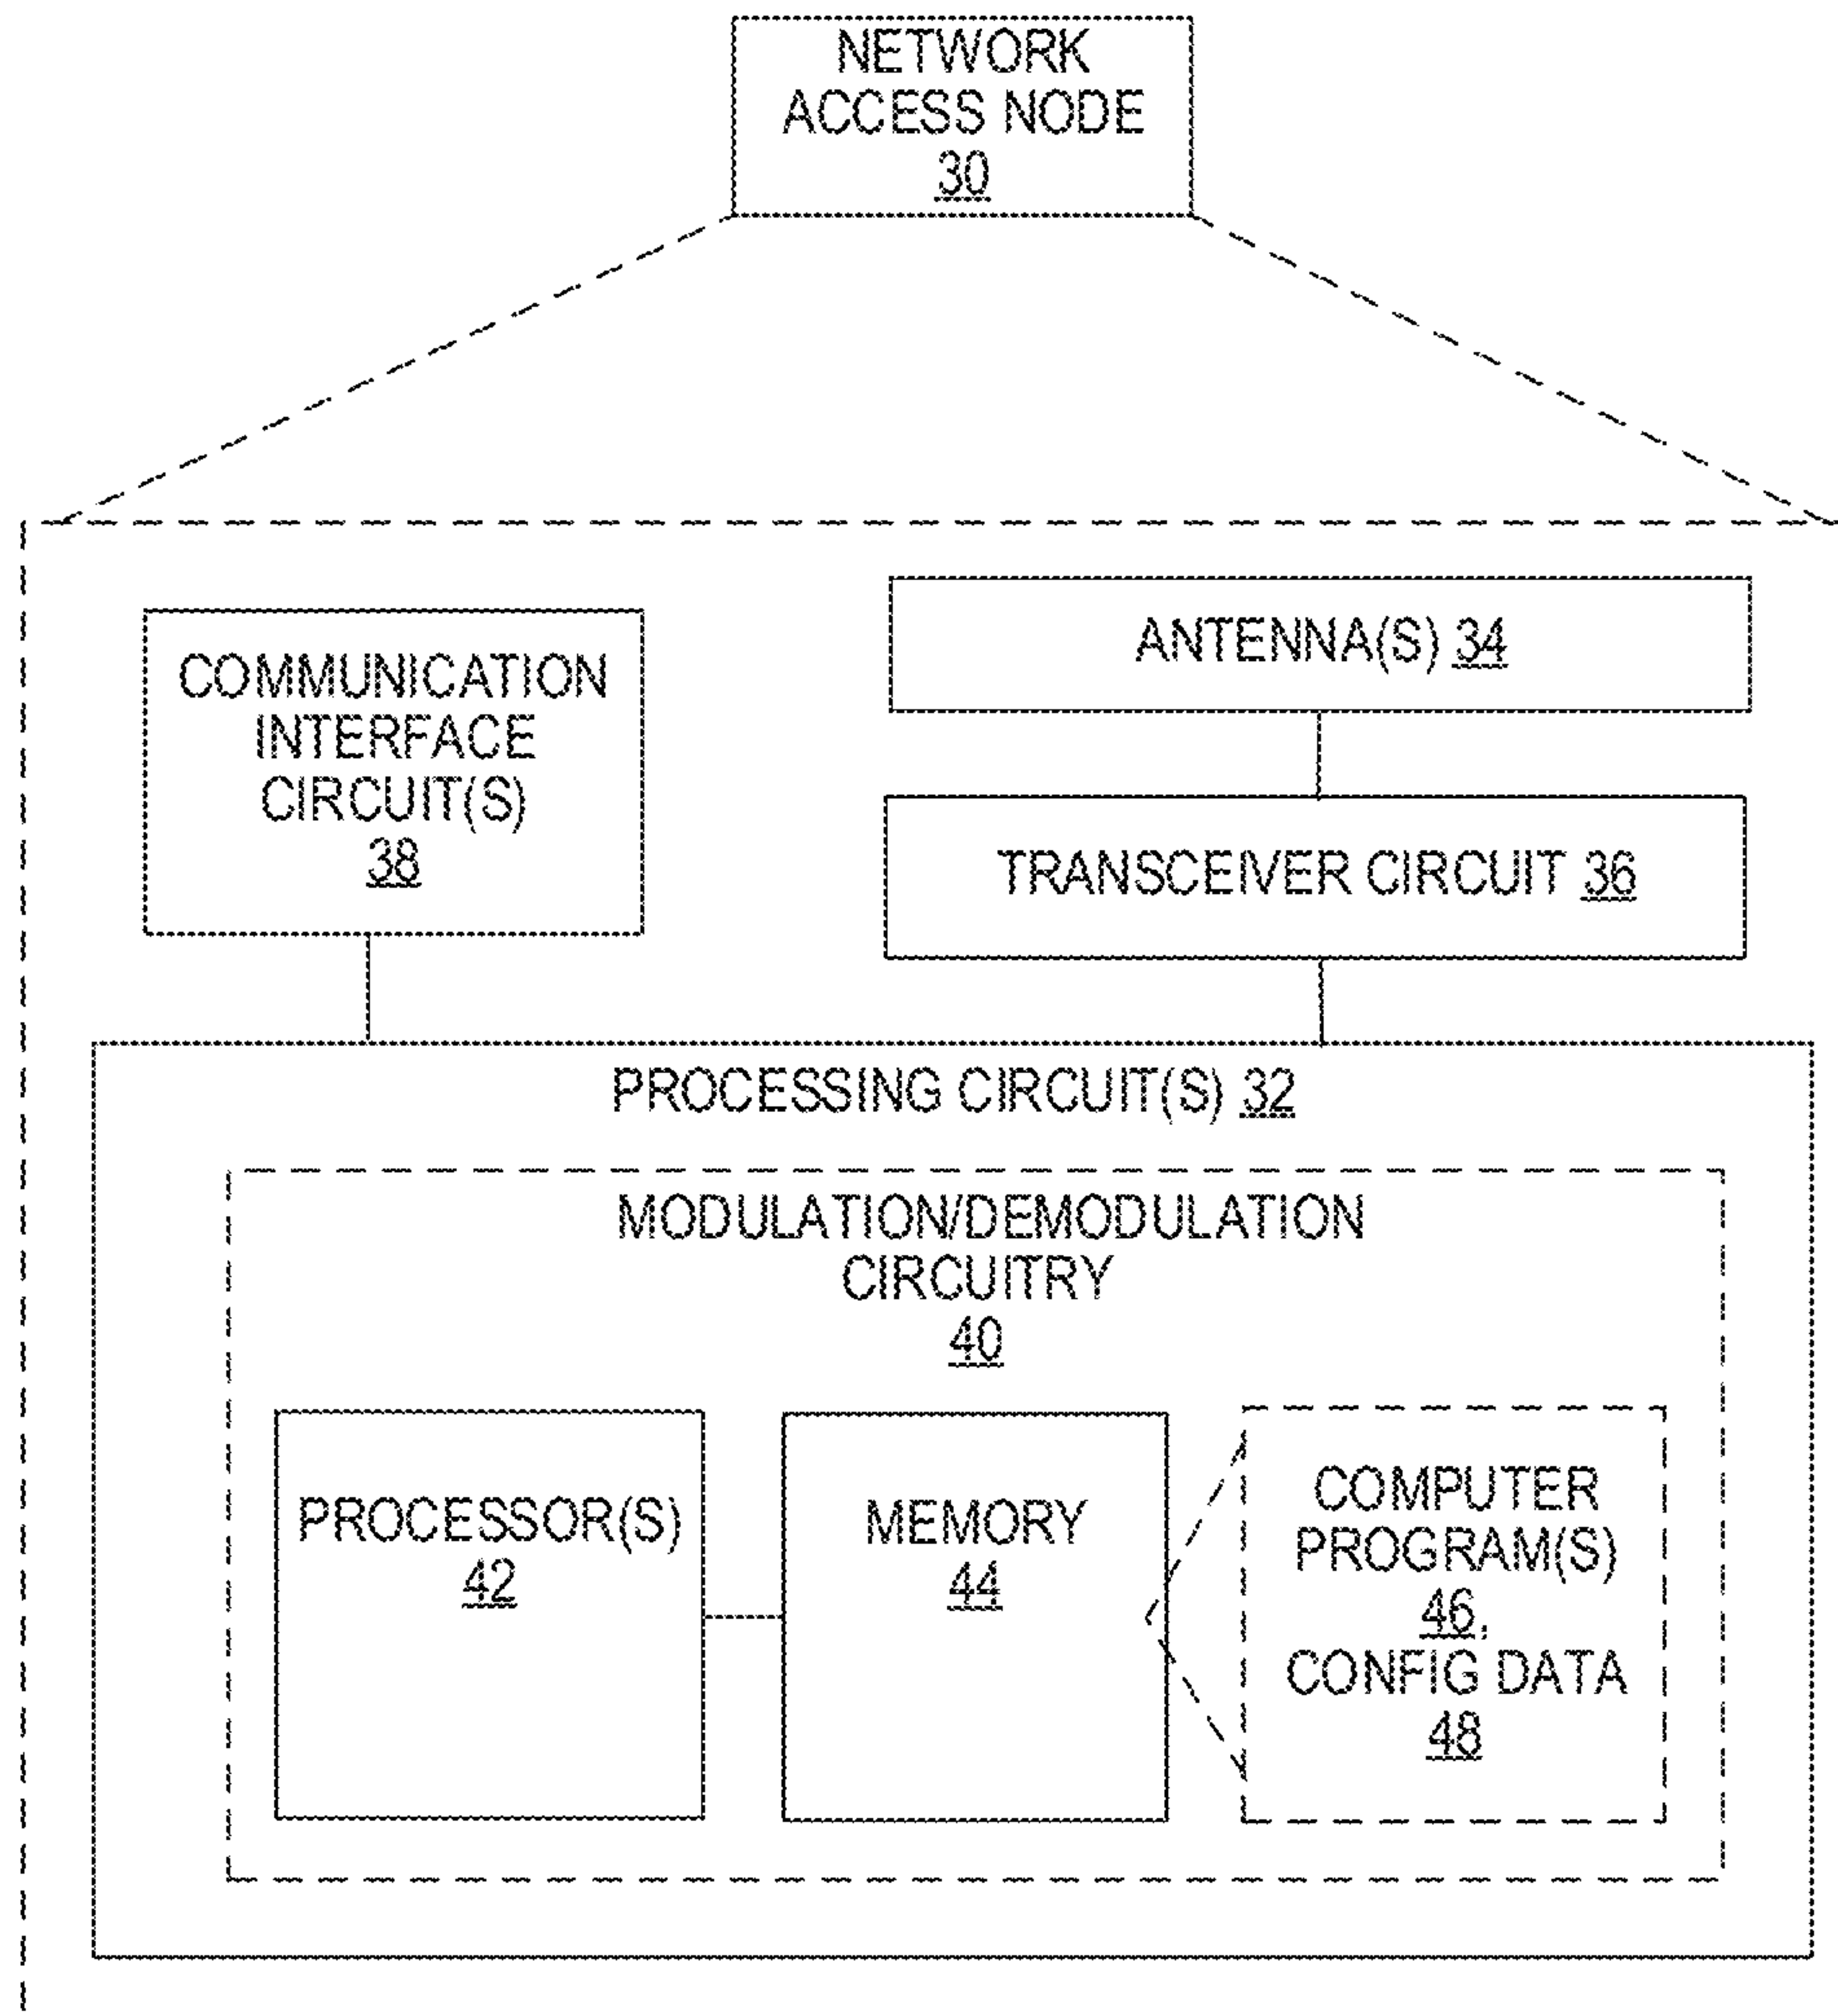 NETWORK
ACCESS NODE
30
COMMUNICATION
INTERFACE
CIRCUIT(S)
38
ANTENNA(S) 34
TRANSCEIVER CIRCUIT 36
PROCESSING CIRCUIT(S) 32
MODULATION/DEMODULATION
CIRCUITRY
40
PROCESSOR(S)
42
MEMORY
44
COMPUTER
PROGRAM(S)
46,
CONFIG DATA
48